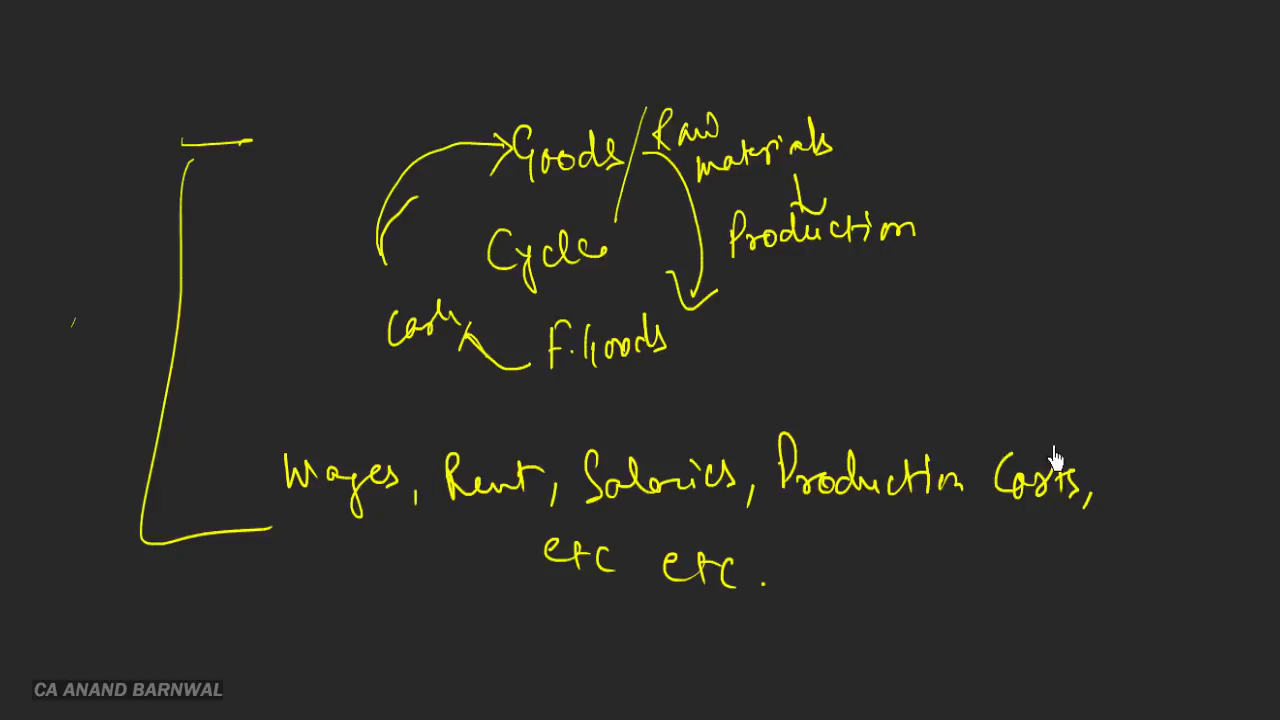 Goods / Raw
materials
Production
Cycle
Cash F. Goods
Wages, Rent, Salaries, Production Costs,
etc etc.
CA ANAND BARNWAL